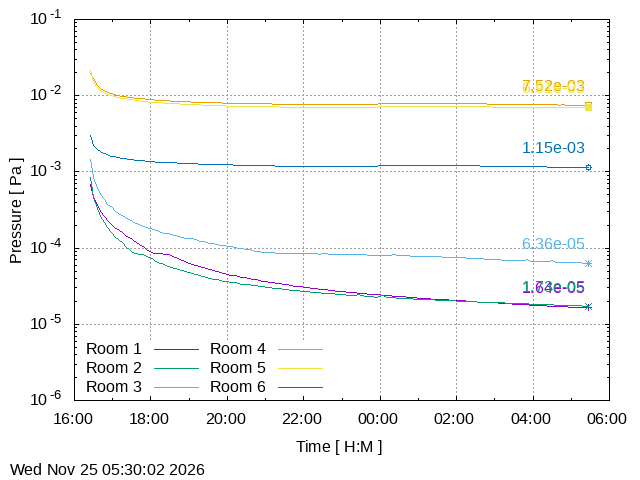 10^-1
10^-2
10^-3
10^-4
10^-5
10^-6
Pressure [ Pa ]
7.52e-03
1.15e-03
6.36e-05
1.64e-05
Room 1 Room 4
Room 2 Room 5
Room 3 Room 6
16:00 18:00 20:00 22:00 00:00 02:00 04:00 06:00
Time [ H:M ]
Wed Nov 25 05:30:02 2026